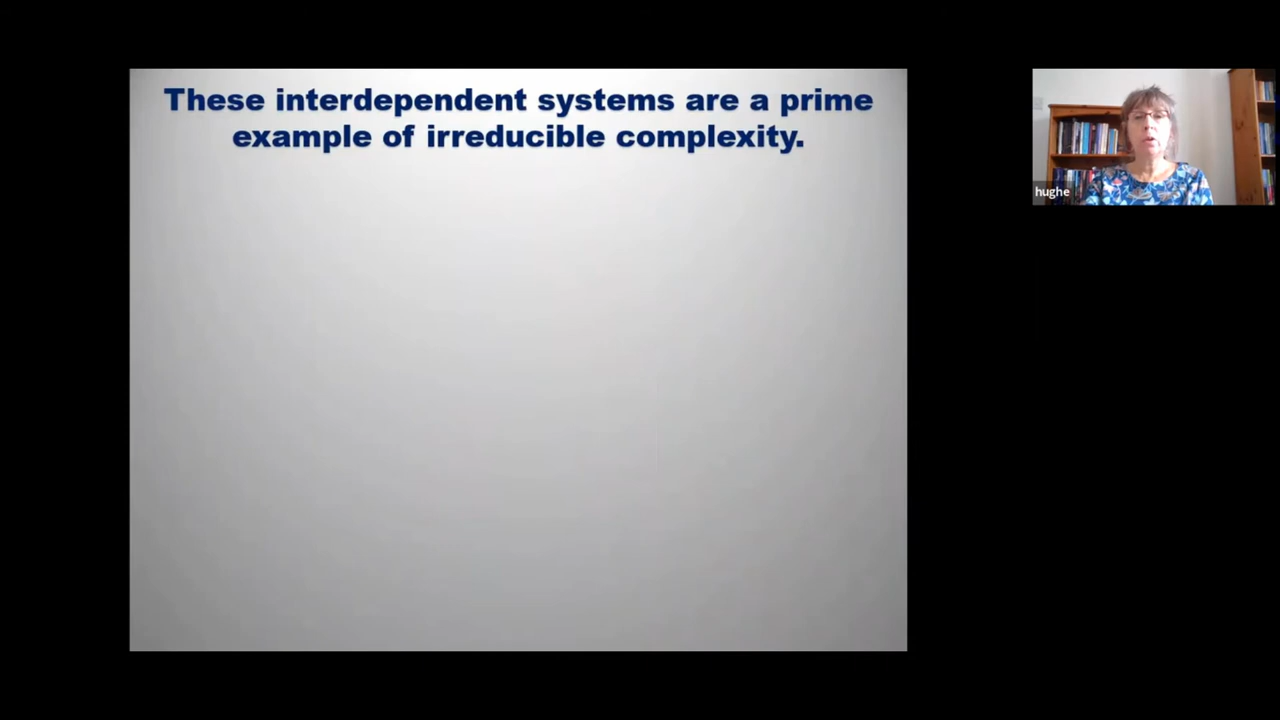 These interdependent systems are a prime
example of irreducible complexity.
hughe